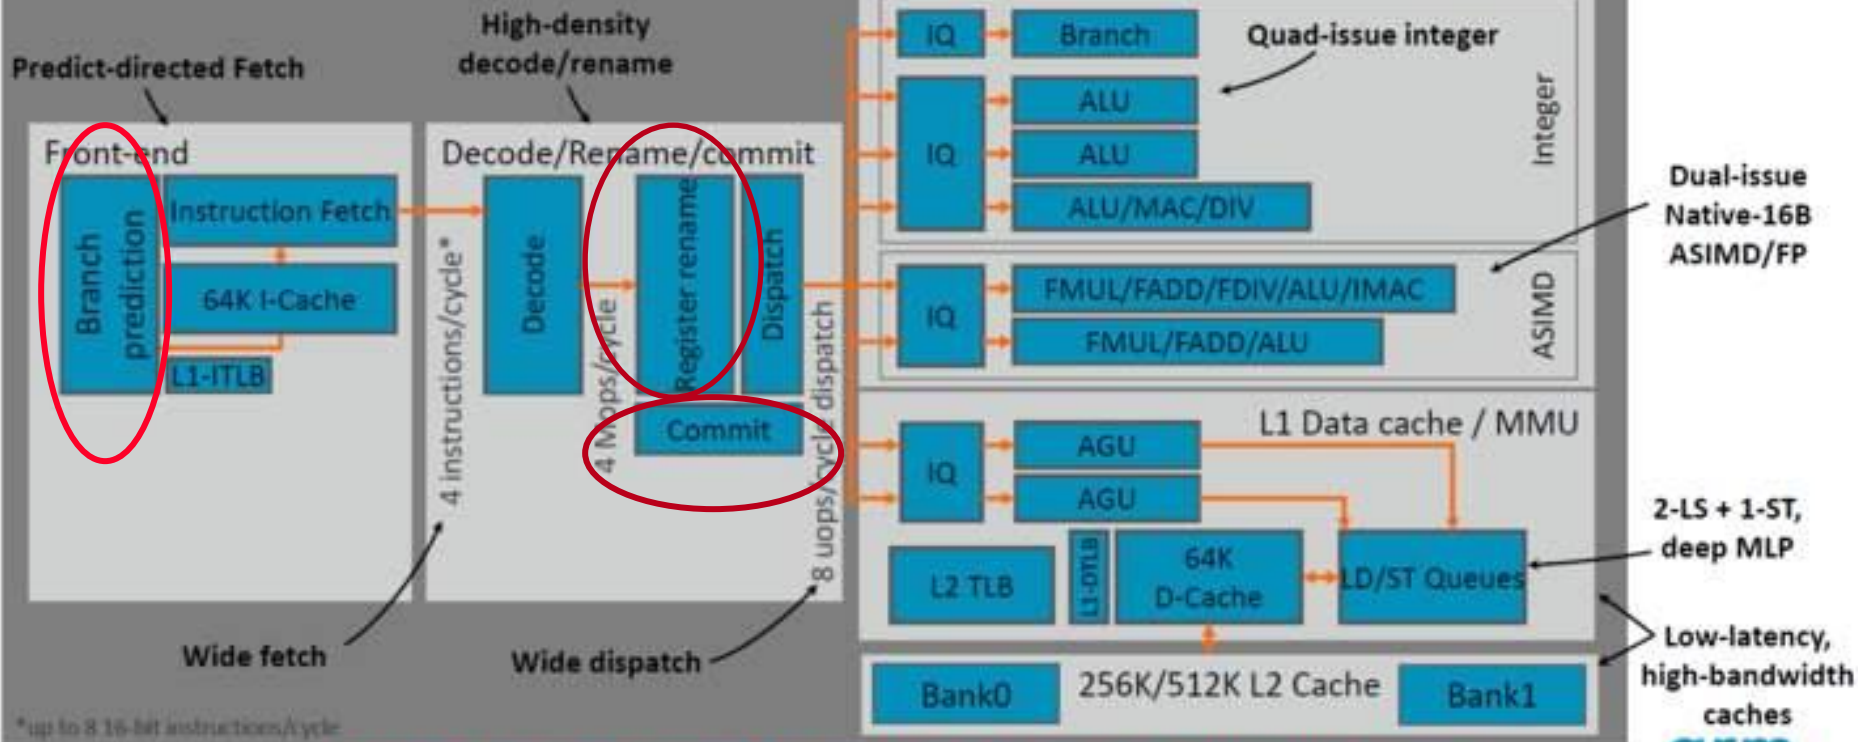 Predict-directed Fetch
High-density
decode/rename
Front-end
Branch
prediction
Instruction Fetch
64K I-Cache
L1-ITLB
4 instructions/cycle*
Wide fetch
*up to 8 16-bit instructions/cycle
Decode/Rename/commit
Decode
4 Mops/cycle
Register rename
Dispatch
Commit
8 uops/cycle dispatch
Wide dispatch
IQ
Branch
Quad-issue integer
IQ
ALU
ALU
ALU/MAC/DIV
Integer
IQ
FMUL/FADD/FDIV/ALU/IMAC
FMUL/FADD/ALU
ASIMD
Dual-issue
Native-16B
ASIMD/FP
L1 Data cache / MMU
IQ
AGU
AGU
L2 TLB
L1-DTLB
64K
D-Cache
LD/ST Queues
2-LS + 1-ST,
deep MLP
Bank0
256K/512K L2 Cache
Bank1
Low-latency,
high-bandwidth
caches